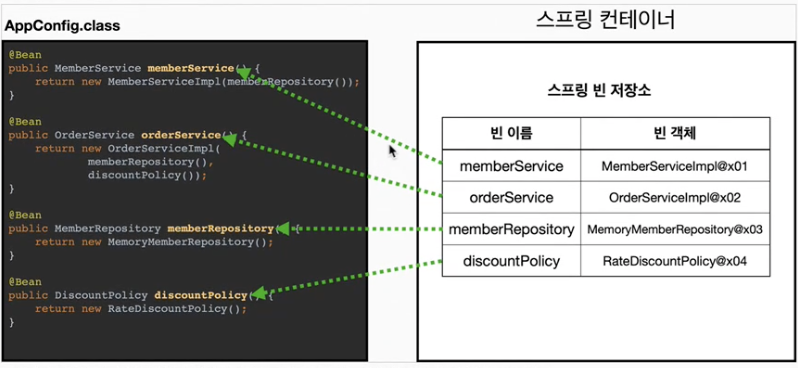 AppConfig.class
@Bean
public MemberService memberService() {
    return new MemberServiceImpl(memberRepository());
}
@Bean
public OrderService orderService() {
    return new OrderServiceImpl(
            memberRepository(),
            discountPolicy());
}
@Bean
public MemberRepository memberRepository() {
    return new MemoryMemberRepository();
}
@Bean
public DiscountPolicy discountPolicy() {
    return new RateDiscountPolicy();
}
스프링 컨테이너
스프링 빈 저장소
빈 이름 빈 객체
memberService MemberServiceImpl@x01
orderService OrderServiceImpl@x02
memberRepository MemoryMemberRepository@x03
discountPolicy RateDiscountPolicy@x04